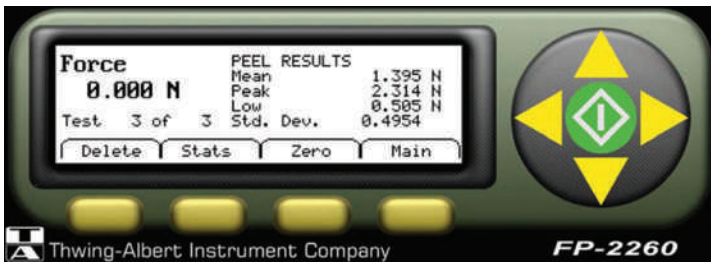 Force
0.000 N
Test 3 of 3
PEEL RESULTS
Mean 1.395 N
Peak 2.314 N
Low 0.505 N
Std. Dev. 0.4954
Delete Stats Zero Main
TA Thwing-Albert Instrument Company
FP-2260